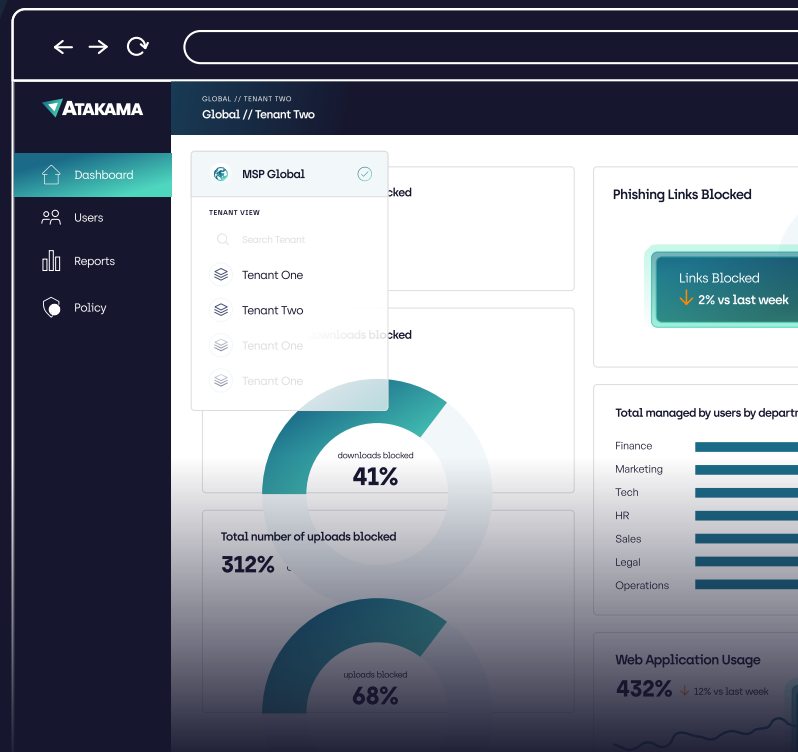 ATAKAMA
GLOBAL // TENANT TWO
Global // Tenant Two
Dashboard
Users
Reports
Policy
MSP Global
TENANT VIEW
Search Tenant
Tenant One
Tenant Two
Tenant One
Tenant One
cked
downloads blocked
downloads blocked
41%
Total number of uploads blocked
312%
uploads blocked
68%
Phishing Links Blocked
Links Blocked
2% vs last week
Total managed by users by departm
Finance
Marketing
Tech
HR
Sales
Legal
Operations
Web Application Usage
432% 12% vs last week